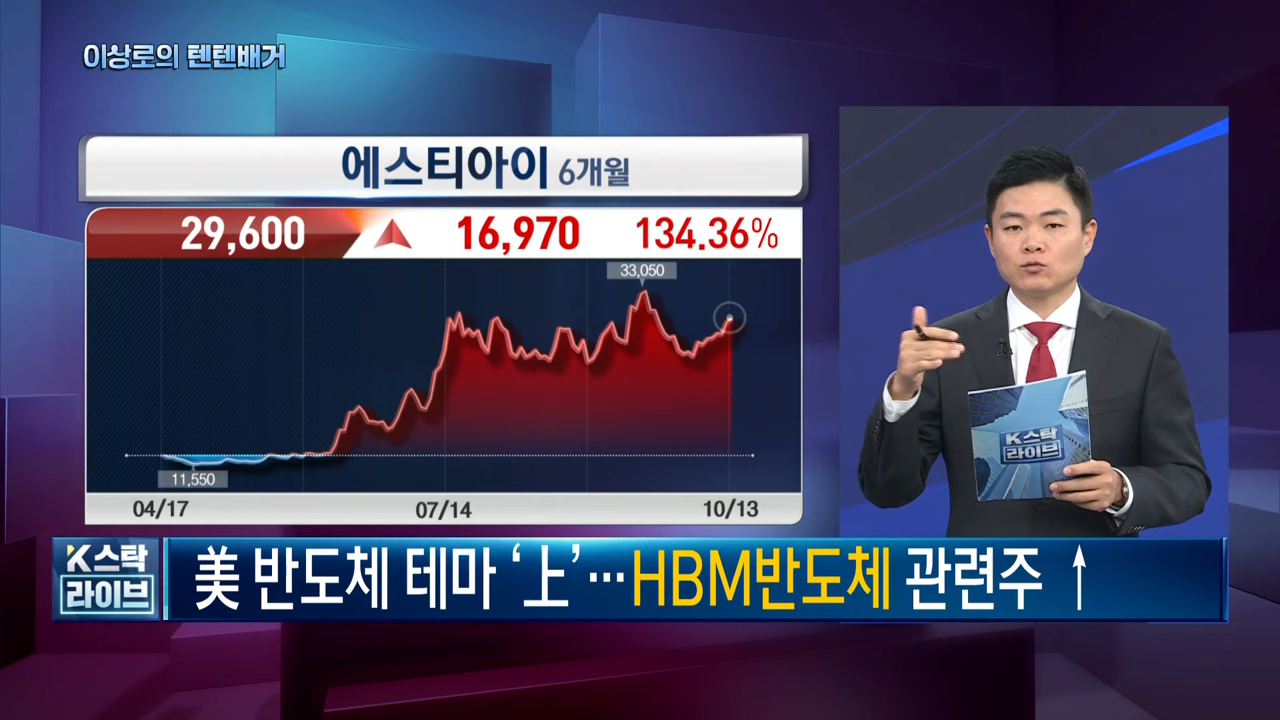 이상로의 텐텐배거
에스티아이 6개월
29,600 ▲ 16,970 134.36%
33,050
11,550
04/17 07/14 10/13
K스탁
라이브
K스탁
라이브
美 반도체 테마 ‘上’…HBM반도체 관련주 ↑